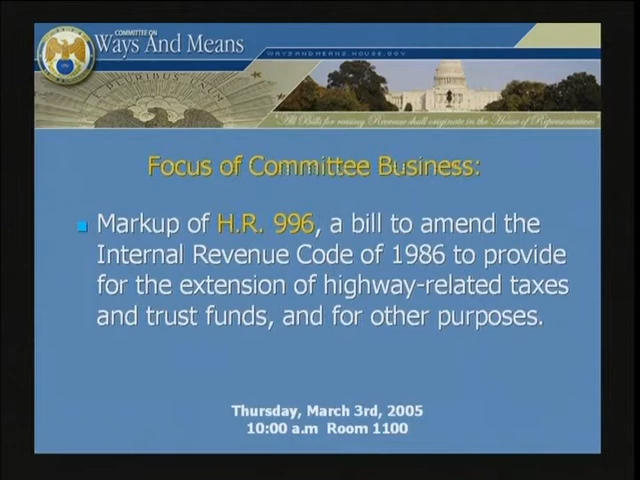 COMMITTEE ON
Ways And Means
WAYSANDMEANS.HOUSE.GOV
PLURIBUS UNUM
"All Bills for raising Revenue shall originate in the House of Representatives"
Focus of Committee Business:
Markup of H.R. 996, a bill to amend the
Internal Revenue Code of 1986 to provide
for the extension of highway-related taxes
and trust funds, and for other purposes.
Thursday, March 3rd, 2005
10:00 a.m Room 1100